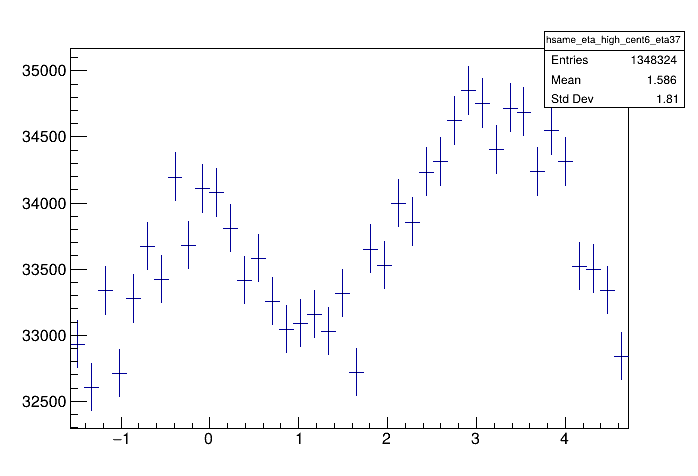 hsame_eta_high_cent6_eta37
Entries 1348324
Mean 1.586
Std Dev 1.81
35000
34500
34000
33500
33000
32500
−1 0 1 2 3 4